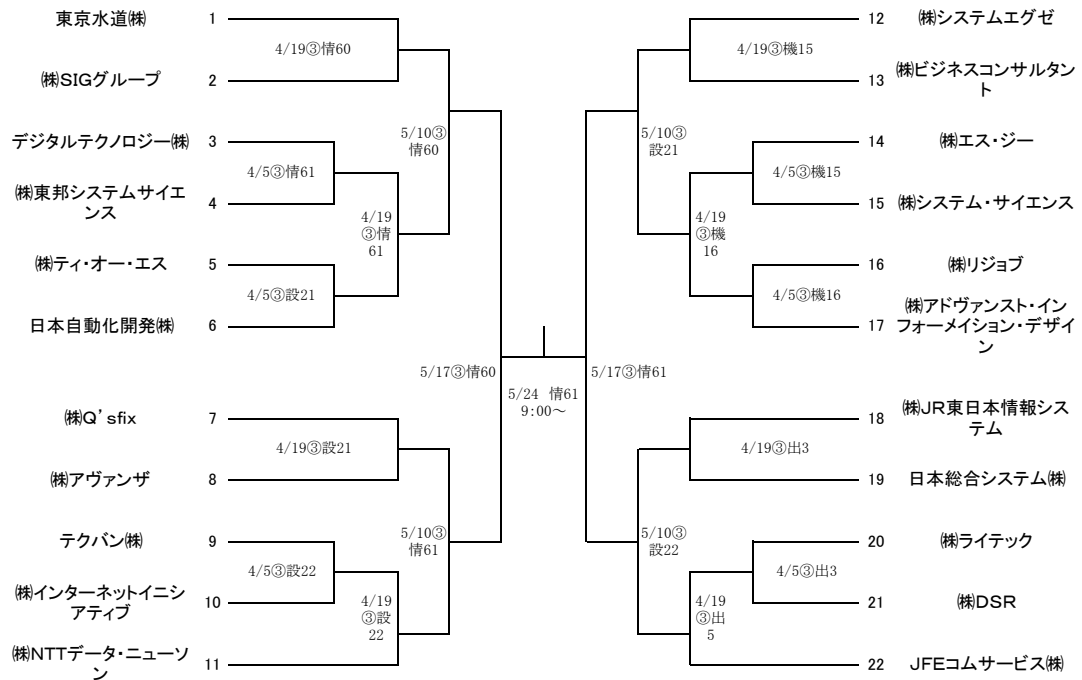 東京水道㈱ 1
4/19③情60
㈱SIGグループ 2
デジタルテクノロジー㈱ 3
4/5③情61
㈱東邦システムサイエ
ンス 4
4/19
③情
61
㈱ティ・オー・エス 5
4/5③設21
日本自動化開発㈱ 6
5/10③
情60
5/17③情60
㈱Q’sfix 7
4/19③設21
㈱アヴァンザ 8
テクバン㈱ 9
4/5③設22
㈱インターネットイニシ
アティブ 10
4/19
③設
22
㈱NTTデータ・ニューソ
ン 11
5/10③
情61
5/24 情61
9:00～
12 ㈱システムエグゼ
4/19③機15
13 ㈱ビジネスコンサルタン
ト
5/10③
設21
14 ㈱エス・ジー
4/5③機15
15 ㈱システム・サイエンス
4/19
③機
16
16 ㈱リジョブ
4/5③機16
17 ㈱アドヴァンスト・イン
フォーメイション・デザイ
ン
5/17③情61
18 ㈱JR東日本情報シス
テム
4/19③出3
19 日本総合システム㈱
5/10③
設22
20 ㈱ライテック
4/5③出3
21 ㈱DSR
4/19
③出
5
22 JFEコムサービス㈱